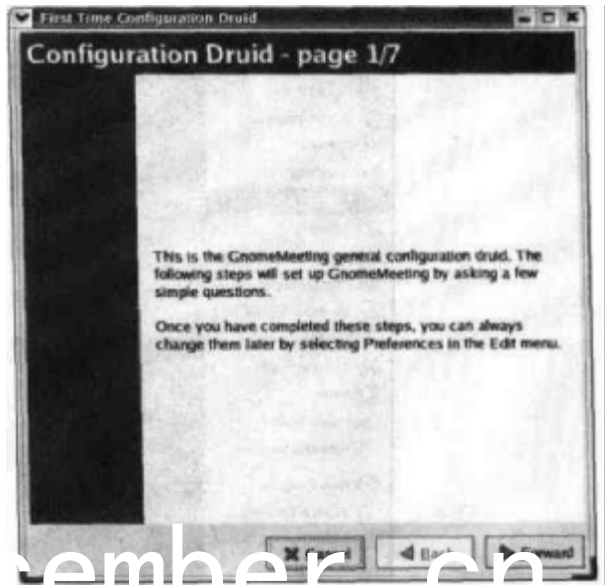 First Time Configuration Druid
Configuration Druid - page 1/7
This is the GnomeMeeting general configuration druid. The
following steps will set up GnomeMeeting by asking a few
simple questions.
Once you have completed these steps, you can always
change them later by selecting Preferences in the Edit menu.
Forward
cember cn